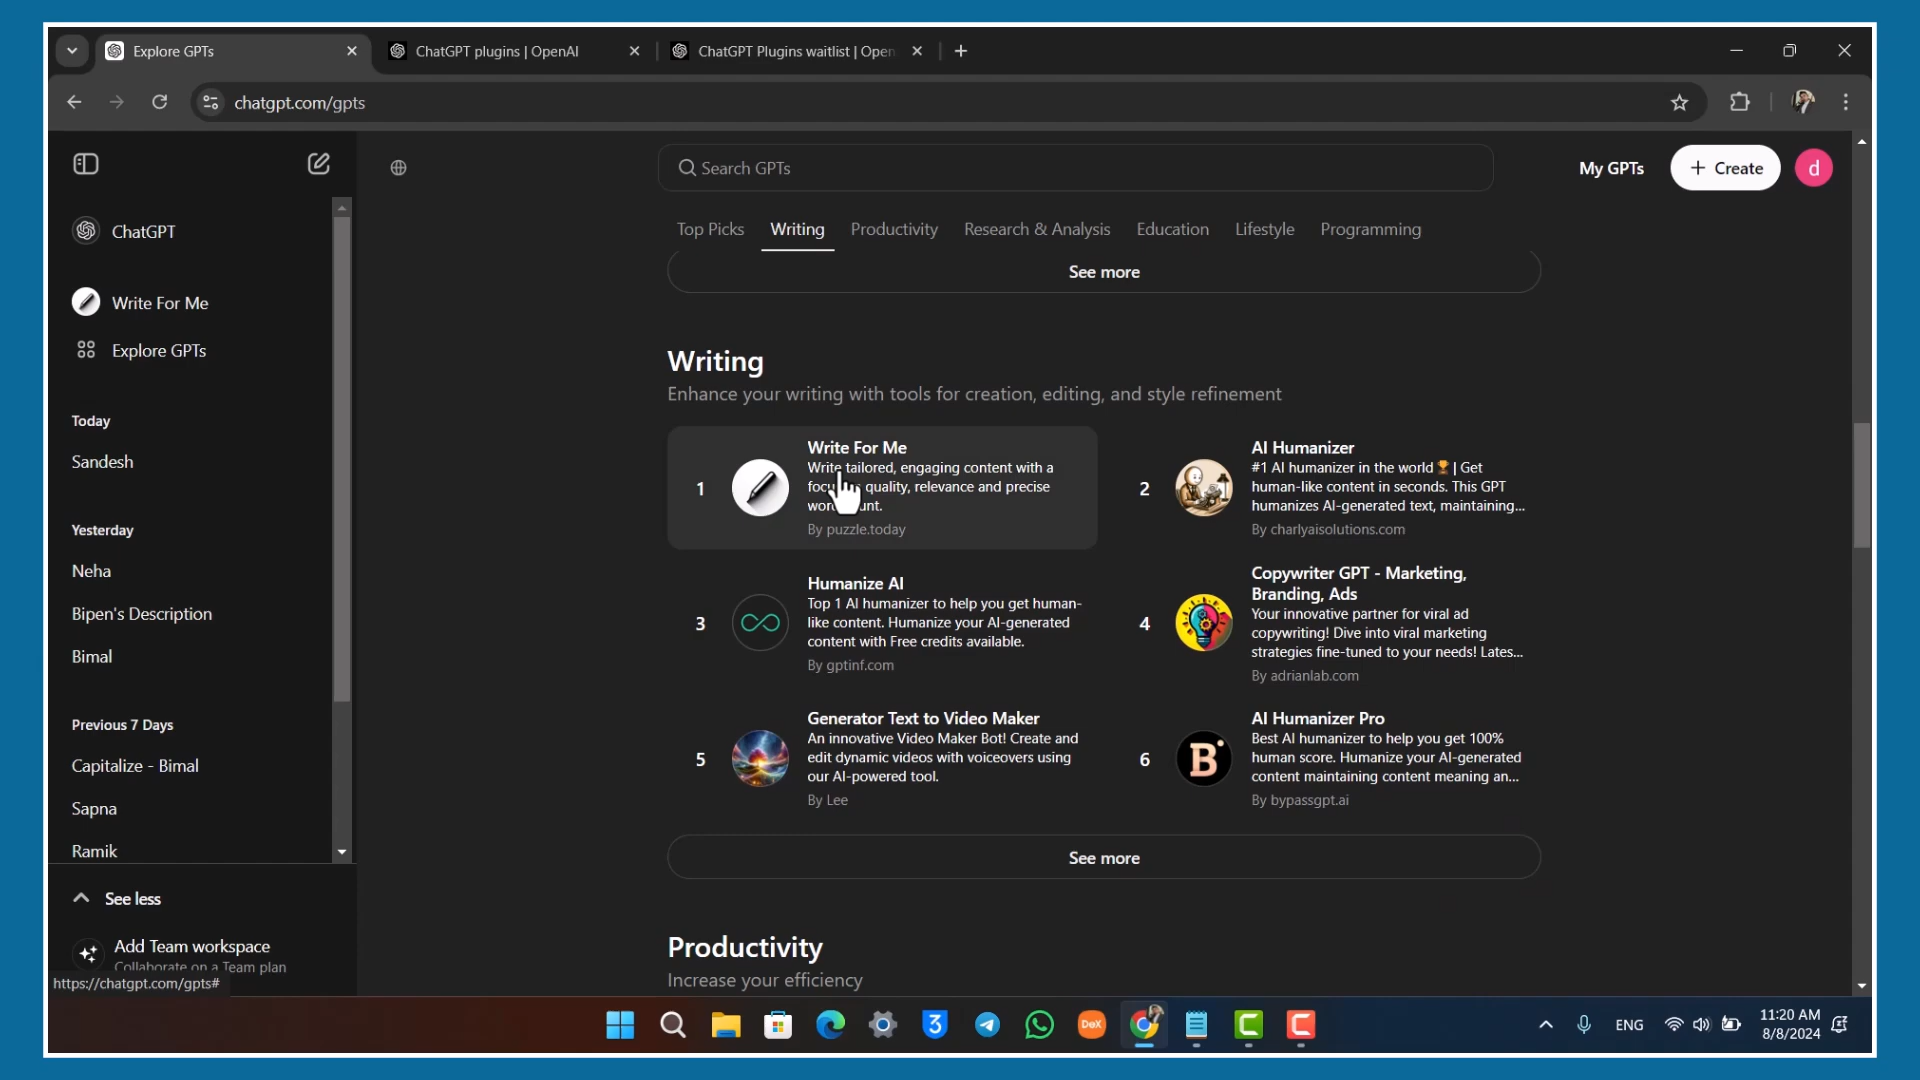 Explore GPTs
ChatGPT plugins | OpenAI
ChatGPT Plugins waitlist | Open
chatgpt.com/gpts
Search GPTs
My GPTs
+ Create
d
ChatGPT
Write For Me
Explore GPTs
Today
Sandesh
Yesterday
Neha
Bipen's Description
Bimal
Previous 7 Days
Capitalize - Bimal
Sapna
Ramik
See less
Add Team workspace
Collaborate on a Team plan
https://chatgpt.com/gpts#
Top Picks Writing Productivity Research & Analysis Education Lifestyle Programming
See more
Writing
Enhance your writing with tools for creation, editing, and style refinement
1
Write For Me
Write tailored, engaging content with a
quality, relevance and precise
By puzzle.today
2
AI Humanizer
#1 AI humanizer in the world🏆 | Get
human-like content in seconds. This GPT
humanizes AI-generated text, maintaining...
By charlyaisolutions.com
3
Humanize AI
Top 1 AI humanizer to help you get human-
like content. Humanize your AI-generated
content with Free credits available.
By gptinf.com
4
Copywriter GPT - Marketing,
Branding, Ads
Your innovative partner for viral ad
copywriting! Dive into viral marketing
strategies fine-tuned to your needs! Lates...
By adrianlab.com
5
Generator Text to Video Maker
An innovative Video Maker Bot! Create and
edit dynamic videos with voiceovers using
our AI-powered tool.
By Lee
6
B
AI Humanizer Pro
Best AI humanizer to help you get 100%
human score. Humanize your AI-generated
content maintaining content meaning an...
By bypassgpt.ai
See more
Productivity
Increase your efficiency
3
DeX
C
C
ENG
11:20 AM
8/8/2024